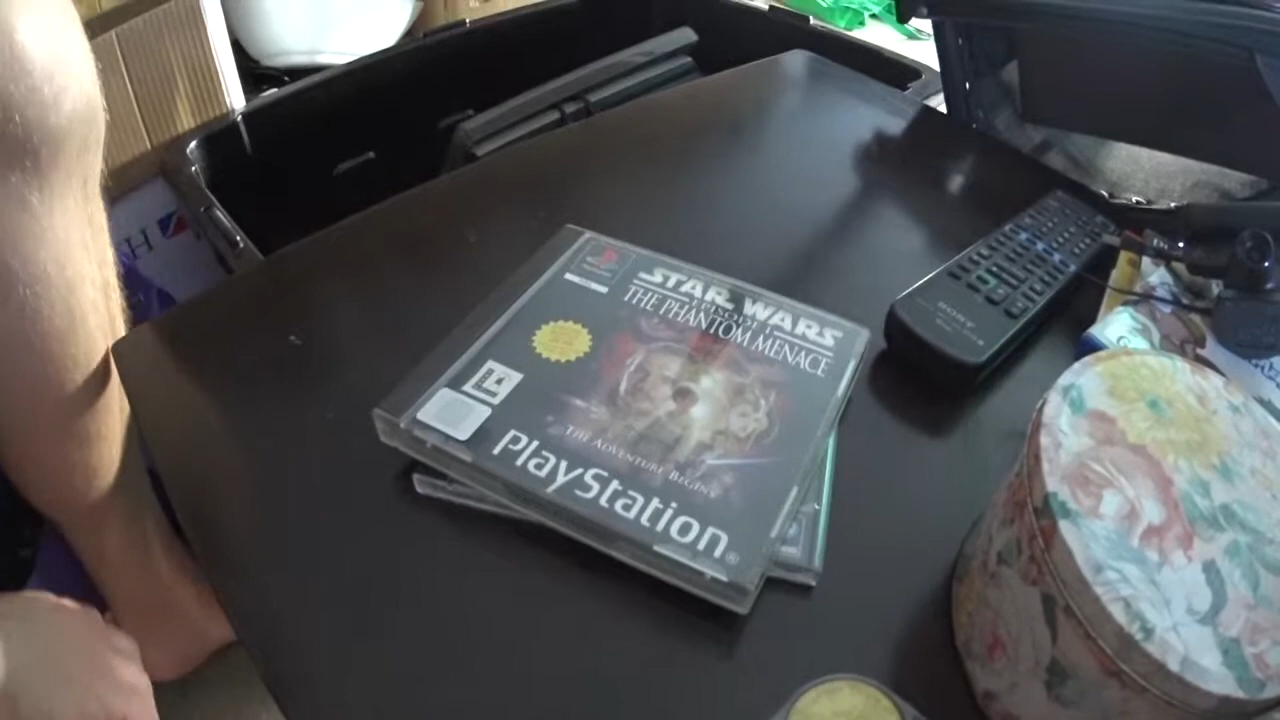 STAR WARS
EPISODE I
THE PHANTOM MENACE
THE ADVENTURE BEGINS
PlayStation®
SONY